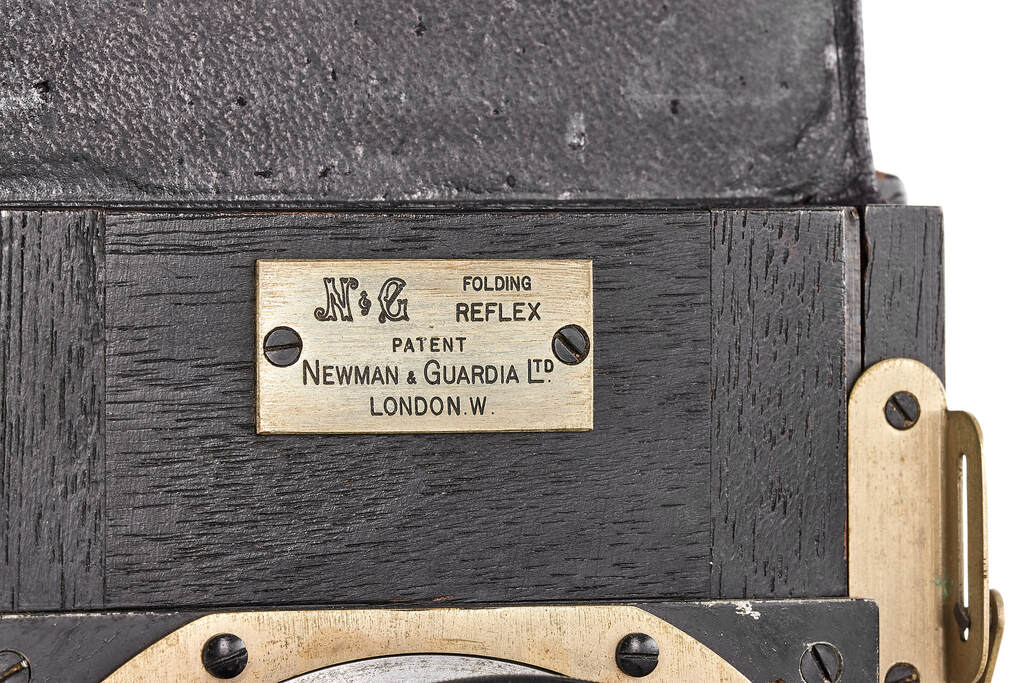 N & G FOLDING REFLEX
PATENT
NEWMAN & GUARDIA LTD.
LONDON. W.